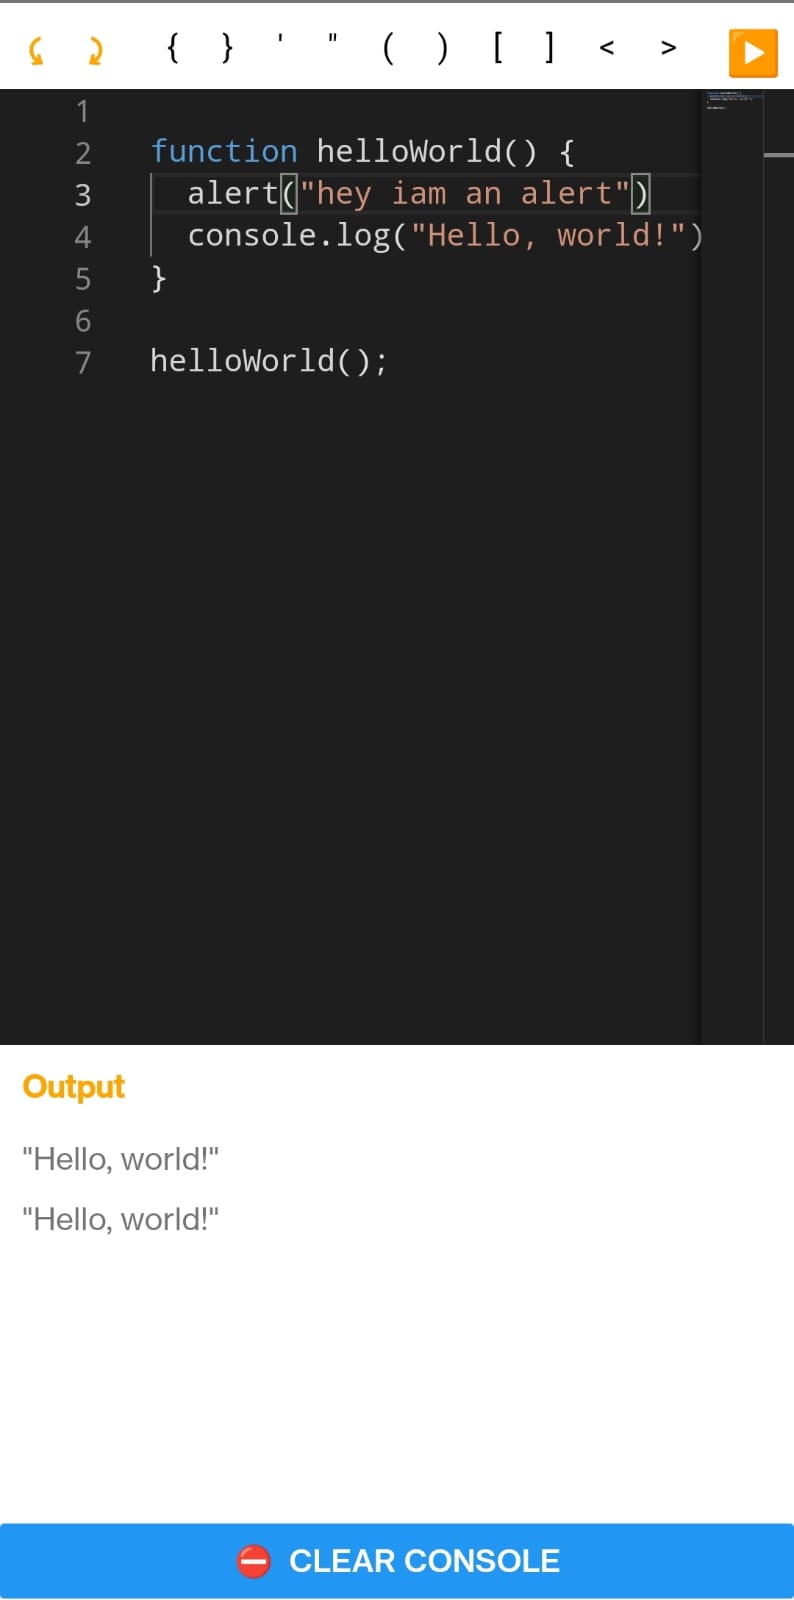 { } ' " ( ) [ ] < >
1
2 function helloWorld() {
3 alert("hey iam an alert")
4 console.log("Hello, world!")
5 }
6
7 helloWorld();
Output
"Hello, world!"
"Hello, world!"
CLEAR CONSOLE